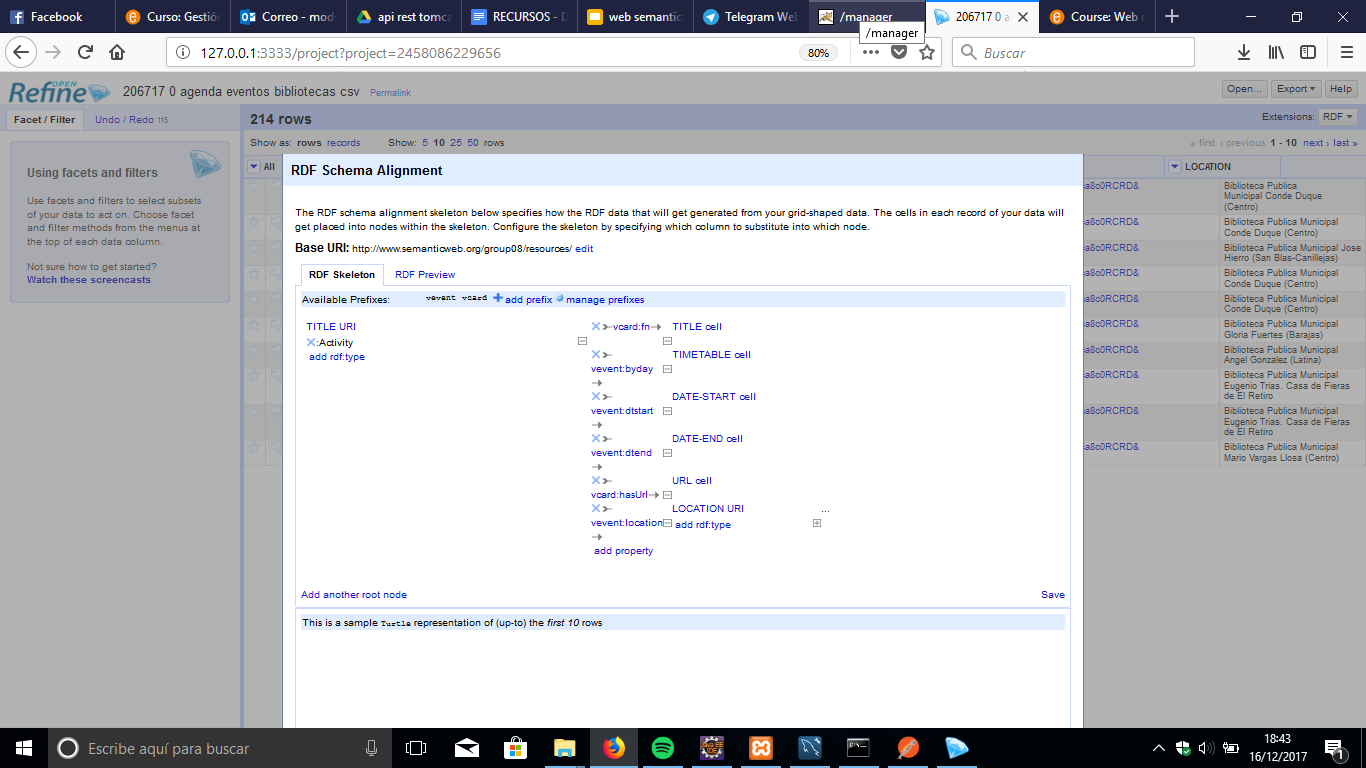 Facebook
Curso: Gestió
Correo - mod
api rest tomca
RECURSOS - D
web semantic
Telegram We
/manager
206717 0 a
Course: Web c
/manager
127.0.0.1:3333/project?project=2458086229656
80%
Buscar
OPEN
Refine
206717 0 agenda eventos bibliotecas csv
Permalink
Open...
Export
Help
Facet / Filter
Undo / Redo 115
214 rows
Extensions:
RDF
Show as: rows records
Show: 5 10 25 50 rows
« first ‹ previous 1 - 10 next › last »
Using facets and filters
Use facets and filters to select subsets
of your data to act on. Choose facet
and filter methods from the menus at
the top of each data column.
Not sure how to get started?
Watch these screencasts
All
LOCATION
a8c0RCRD&
Biblioteca Publica
Municipal Conde Duque
(Centro)
a8c0RCRD&
Biblioteca Publica Municipal
Conde Duque (Centro)
a8c0RCRD&
Biblioteca Publica Municipal Jose
Hierro (San Blas-Canillejas)
a8c0RCRD&
Biblioteca Publica Municipal
Conde Duque (Centro)
a8c0RCRD&
Biblioteca Publica Municipal
Conde Duque (Centro)
a8c0RCRD&
Biblioteca Publica Municipal
Gloria Fuertes (Barajas)
a8c0RCRD&
Biblioteca Publica Municipal
Angel Gonzalez (Latina)
a8c0RCRD&
Biblioteca Publica Municipal
Eugenio Trias. Casa de Fieras
de El Retiro
a8c0RCRD&
Biblioteca Publica Municipal
Eugenio Trias. Casa de Fieras
de El Retiro
a8c0RCRD&
Biblioteca Publica Municipal
Mario Vargas Llosa (Centro)
RDF Schema Alignment
The RDF schema alignment skeleton below specifies how the RDF data that will get generated from your grid-shaped data. The cells in each record of your data will
get placed into nodes within the skeleton. Configure the skeleton by specifying which column to substitute into which node.
Base URI: http://www.semanticweb.org/group08/resources/ edit
RDF Skeleton
RDF Preview
Available Prefixes:
vevent vcard
add prefix
manage prefixes
TITLE URI
:Activity
add rdf:type
vcard:fn
TITLE cell
TIMETABLE cell
vevent:byday
DATE-START cell
vevent:dtstart
DATE-END cell
vevent:dtend
URL cell
vcard:hasUrl
LOCATION URI
...
vevent:location
add rdf:type
add property
Add another root node
Save
This is a sample Turtle representation of (up-to) the first 10 rows
Escribe aquí para buscar
18:43
16/12/2017
1